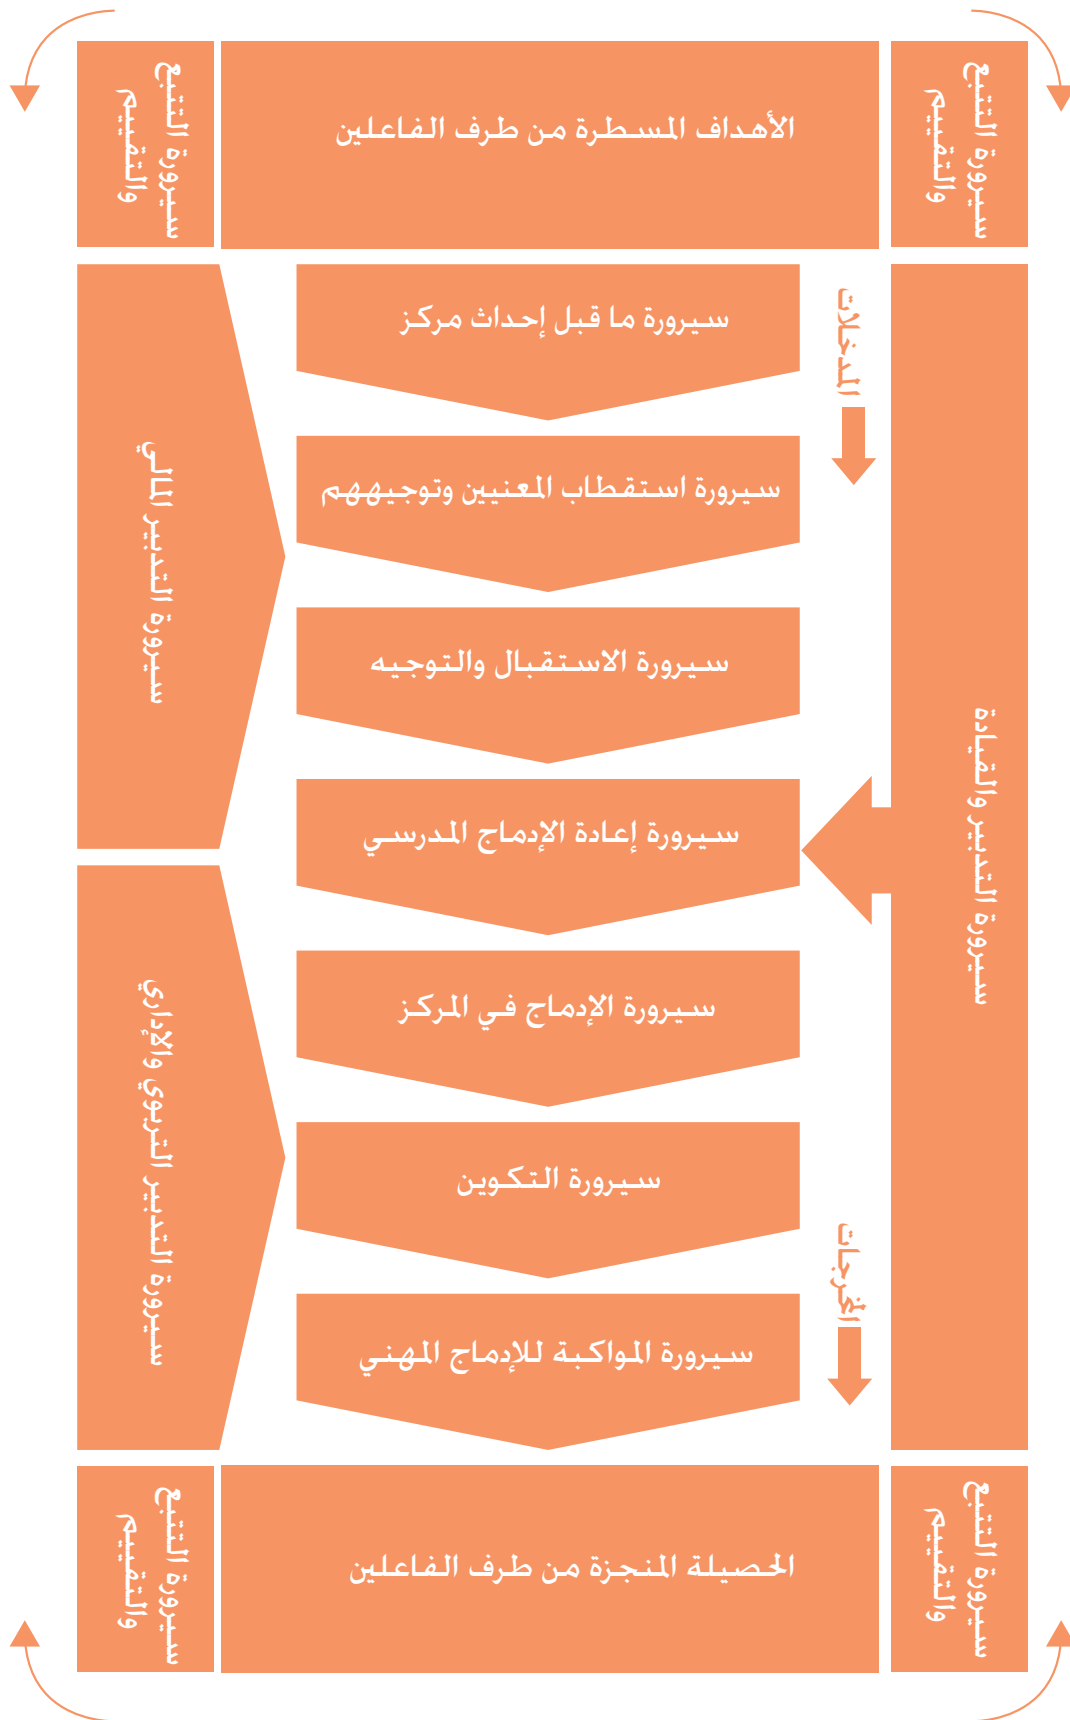 سيرورة التتبع
والتقييم
الأهداف المسطرة من طرف الفاعلين
سيرورة التتبع
والتقييم
سيرورة التدبير والقيادة
المدخلات
سيرورة ما قبل إحداث مركز
سيرورة استقطاب المعنيين وتوجيههم
سيرورة الاستقبال والتوجيه
سيرورة إعادة الإدماج المدرسي
سيرورة الإدماج في المركز
سيرورة التكوين
سيرورة المواكبة للإدماج المهني
المخرجات
سيرورة التدبير المالي
سيرورة التدبير التربوي والإداري
سيرورة التتبع
والتقييم
الحصيلة المنجزة من طرف الفاعلين
سيرورة التتبع
والتقييم